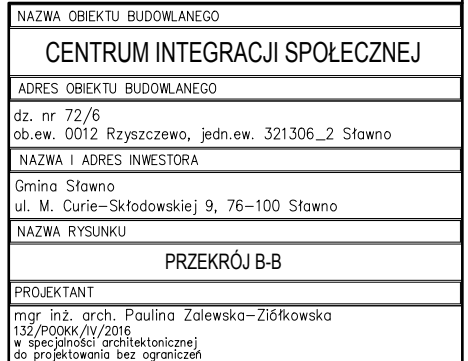 NAZWA OBIEKTU BUDOWLANEGO
CENTRUM INTEGRACJI SPOŁECZNEJ
ADRES OBIEKTU BUDOWLANEGO
dz. nr 72/6
ob.ew. 0012 Rzyszczewo, jedn.ew. 321306_2 Sławno
NAZWA I ADRES INWESTORA
Gmina Sławno
ul. M. Curie-Skłodowskiej 9, 76-100 Sławno
NAZWA RYSUNKU
PRZEKRÓJ B-B
PROJEKTANT
mgr inż. arch. Paulina Zalewska-Ziółkowska
132/POOKK/IV/2016
w specjalności architektonicznej
do projektowania bez ograniczeń